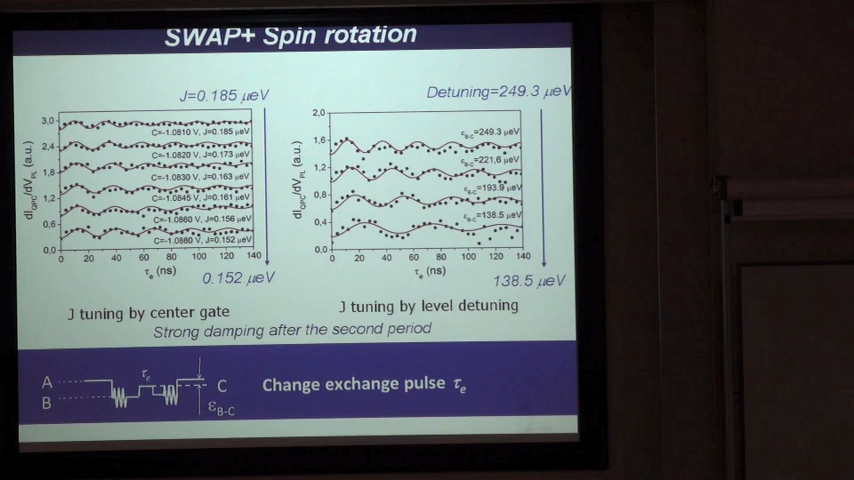 SWAP+ Spin rotation
J=0.185 μeV
Detuning=249.3 μeV
dI_QPC/dV_PL (a.u.)
3,0
2,4
1,8
1,2
0,6
0,0
C=-1.0810 V, J=0.185 μeV
C=-1.0820 V, J=0.173 μeV
C=-1.0830 V, J=0.163 μeV
C=-1.0845 V, J=0.161 μeV
C=-1.0860 V, J=0.156 μeV
C=-1.0880 V, J=0.152 μeV
0 20 40 60 80 100 120 140
τ_e (ns)
0.152 μeV
dI_QPC/dV_PL (a.u.)
2,0
1,6
1,2
0,8
0,4
0,0
ε_B-C=249.3 μeV
ε_B-C=221.6 μeV
ε_B-C=193.9 μeV
ε_B-C=138.5 μeV
0 20 40 60 80 100 120 140
τ_e (ns)
138.5 μeV
J tuning by center gate
J tuning by level detuning
Strong damping after the second period
A
B
τ_e
C
ε_B-C
Change exchange pulse τ_e